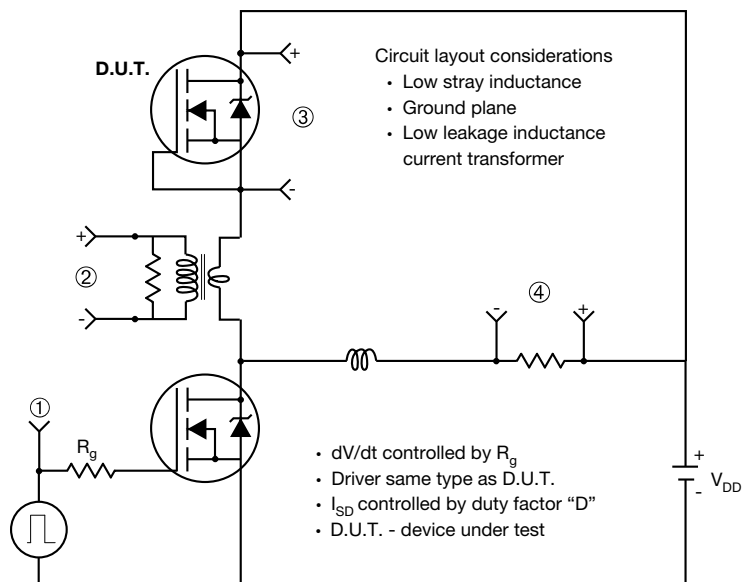 D.U.T.
+
③
-
Circuit layout considerations
• Low stray inductance
• Ground plane
• Low leakage inductance
current transformer
+
②
-
④
-
+
①
Rg
• dV/dt controlled by Rg
• Driver same type as D.U.T.
• ISD controlled by duty factor “D”
• D.U.T. - device under test
+
VDD
-